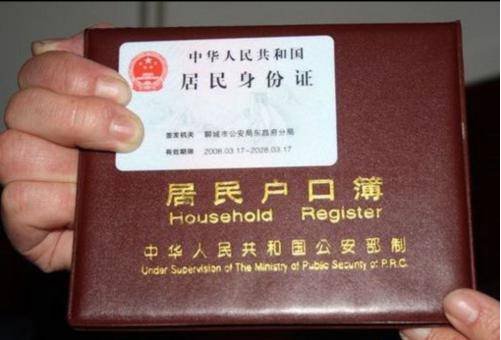 中华人民共和国
居民身份证
签发机关 聊城市公安局东昌府分局
有效期限 2008.03.17-2028.03.17
居民户口簿
Household Register
中华人民共和国公安部制
Under Supervision of The Ministry of Public Security of P.R.C.